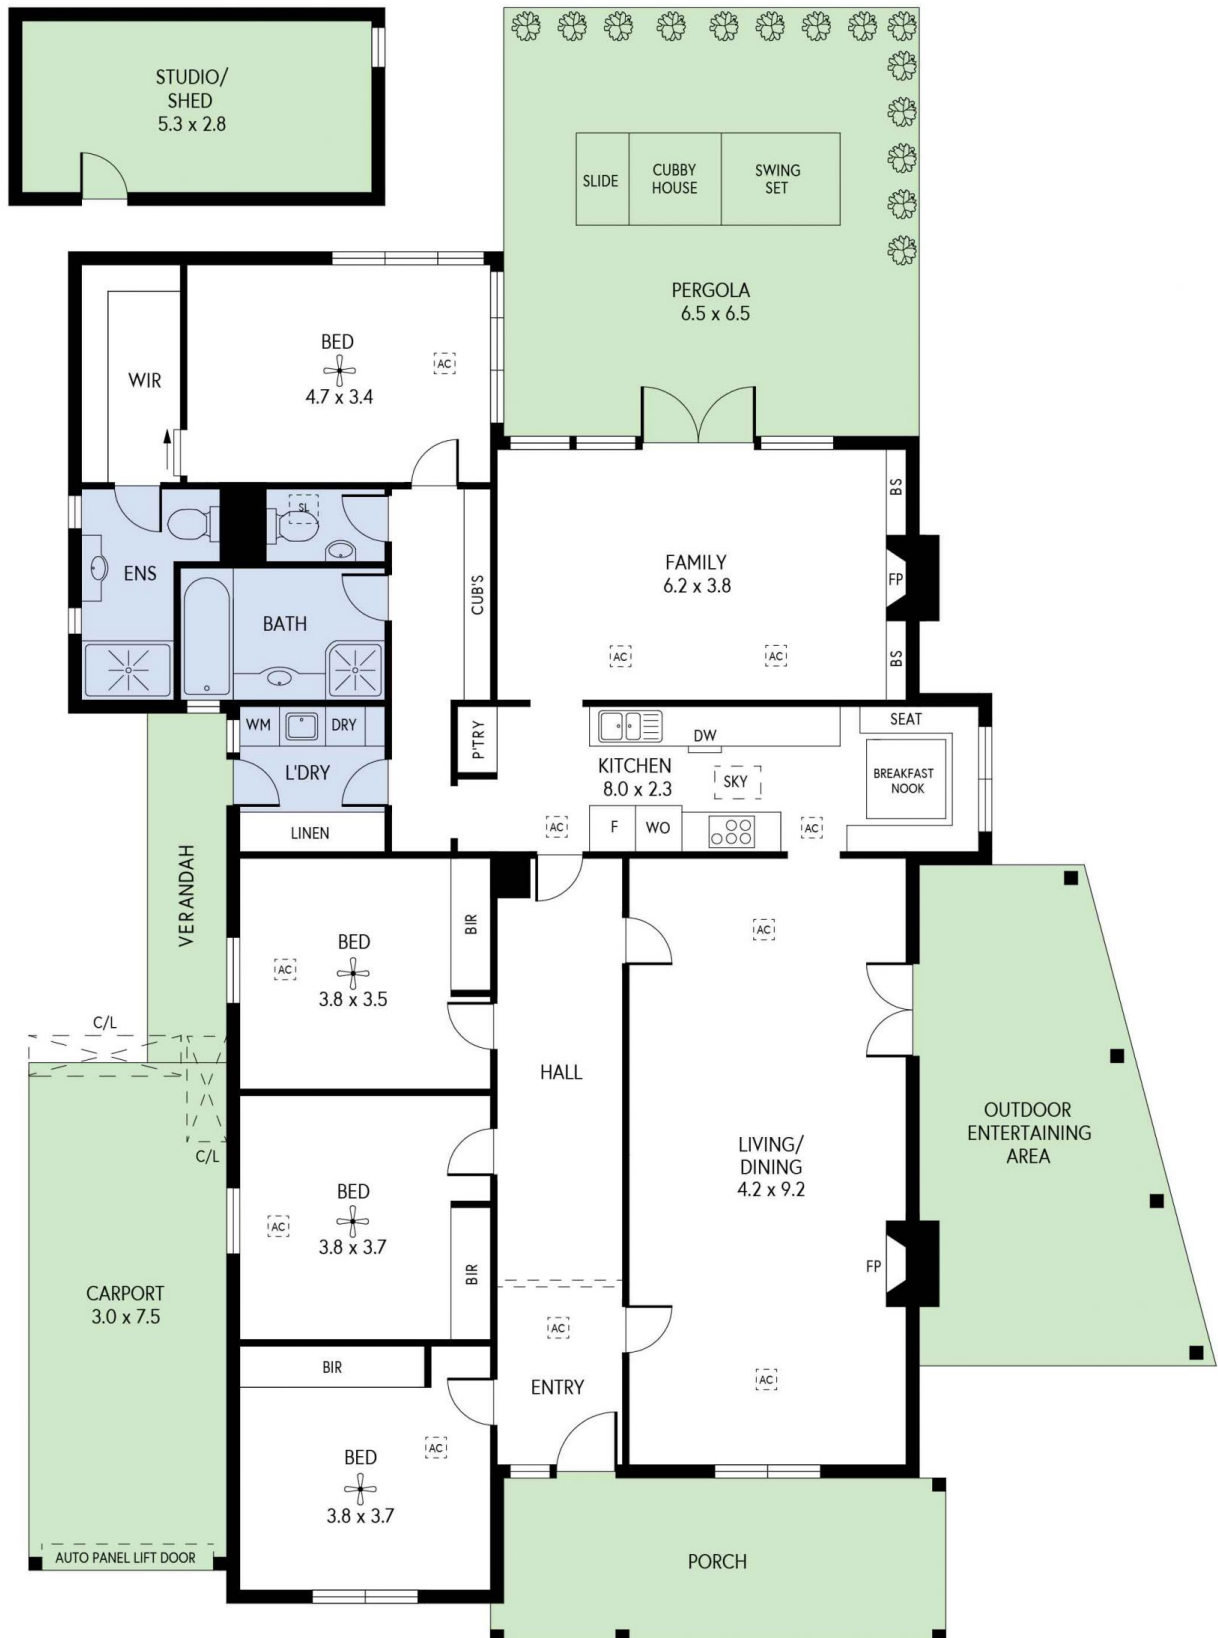 STUDIO/
SHED
5.3 x 2.8
SLIDE
CUBBY
HOUSE
SWING
SET
PERGOLA
6.5 x 6.5
BED
4.7 x 3.4
AC
WIR
SL
ENS
BATH
CUB'S
FAMILY
6.2 x 3.8
BS
FP
BS
AC
AC
WM
DRY
L'DRY
LINEN
P'TRY
DW
KITCHEN
8.0 x 2.3
SKY
SEAT
BREAKFAST
NOOK
AC
F
WO
AC
VERANDAH
BED
3.8 x 3.5
AC
BIR
AC
C/L
C/L
HALL
BED
3.8 x 3.7
AC
BIR
LIVING/
DINING
4.2 x 9.2
OUTDOOR
ENTERTAINING
AREA
FP
CARPORT
3.0 x 7.5
AC
ENTRY
AC
BIR
BED
3.8 x 3.7
AC
AUTO PANEL LIFT DOOR
PORCH